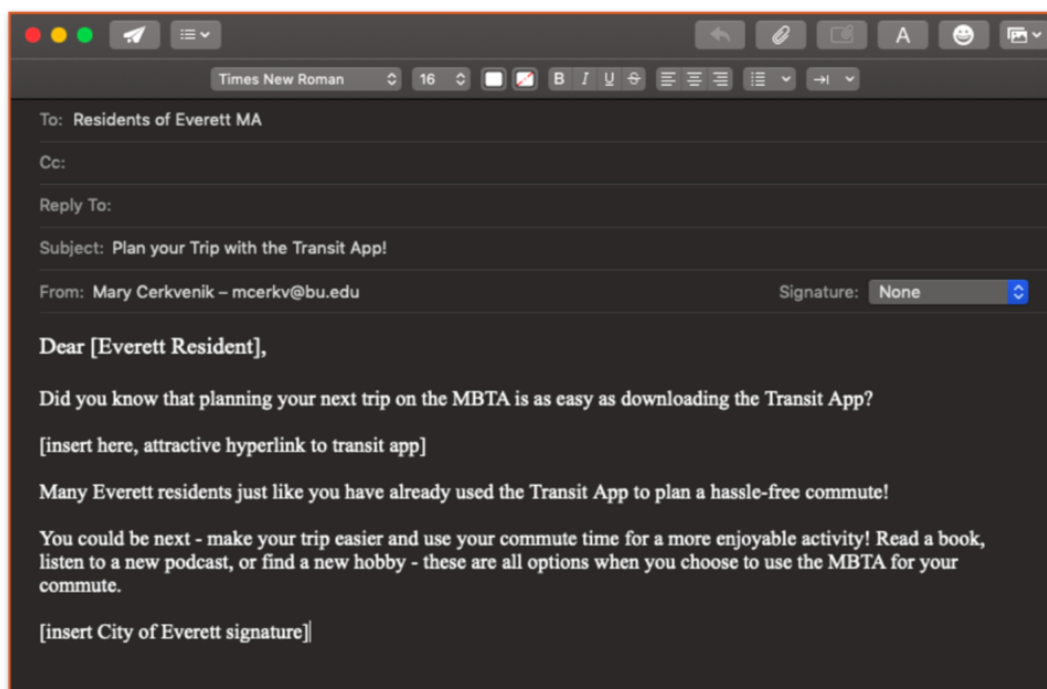 Times New Roman 16 B I U S
A
To: Residents of Everett MA
Cc:
Reply To:
Subject: Plan your Trip with the Transit App!
From: Mary Cerkvenik – mcerkv@bu.edu Signature: None
Dear [Everett Resident],
Did you know that planning your next trip on the MBTA is as easy as downloading the Transit App?
[insert here, attractive hyperlink to transit app]
Many Everett residents just like you have already used the Transit App to plan a hassle-free commute!
You could be next - make your trip easier and use your commute time for a more enjoyable activity! Read a book,
listen to a new podcast, or find a new hobby - these are all options when you choose to use the MBTA for your
commute.
[insert City of Everett signature]